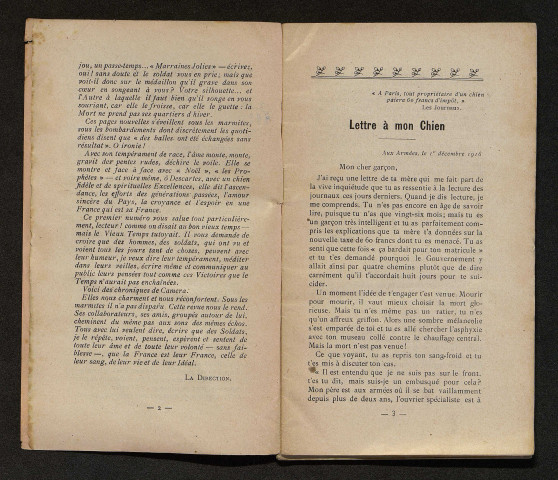 jou, un passe-temps... « Marraines Jolies » — écrivez,
oui! sans doute et le soldat vous en prie; mais que
voit-il donc sur le médaillon qu'il grave dans son
cœur en songeant à vous? Votre silhouette... et
l'Autre à laquelle il faut bien qu'il songe en vous
souriant, car elle le froisse, car elle le guette : la
Mort ne prend pas ses quartiers d'hiver.
Ces pages nouvelles s'éveillent sous les marmites,
sous les bombardements dont discrètement les quoti-
diens disent que « des balles ont été échangées sans
résultat ». O ironie!
Avec son tempérament de race, l'âme monte, monte,
gravit des pentes rudes, déchire le voile. Elle se
montre et face à face avec « Noël », « les Pro-
phètes » — et voire même, ô Descartes, avec un chien
fidèle et de spirituelles Excellences, elle dit l'ascen-
dance, les efforts des générations passées, l'amour
sincère du Pays, la croyance et l'espoir en une
France qui est sa France.
Ce premier numéro vous salue tout particulière-
ment, lecteur! comme on disait au bon vieux temps —
mais le Vieux Temps tutoyait. Il vous demande de
croire que des hommes, des soldats, qui ont vu et
voient tous les jours tant de choses, peuvent avec
leur humeur, je veux dire leur tempérament, méditer
dans leurs veilles, écrire même et communiquer au
public leurs pensées tout comme ces Victoires que le
Temps n'aurait pas enchaînées.
Voici des chroniques de Camera.
Elles nous charment et nous réconfortent. Sous les
marmites il n'a pas disparu. Cette revue nous le rend.
Ses collaborateurs, ses amis, groupés autour de lui,
cheminent du même pas aux sons des mêmes échos.
Tous avec lui veulent dire, écrire que des Soldats,
je le répète, voient, pensent, espèrent et sentent de
toute leur âme et de toute leur volonté — sans fai-
blesse —, que la France est leur France, celle de
leur sang, de leur vie et de leur Idéal.
LA DIRECTION.
— 2 —
« A Paris, tout propriétaire d'un chien
paiera 60 francs d'impôt. »
Les Journaux.
Lettre à mon Chien
Aux Armées, le 1er décembre 1916
Mon cher garçon,
J'ai reçu une lettre de ta mère qui me fait part de
la vive inquiétude que tu as ressentie à la lecture des
journaux ces jours derniers. Quand je dis lecture, je
me comprends. Tu n'es pas encore en âge de savoir
lire, puisque tu n'as que vingt-six mois; mais tu es
un garçon très intelligent et tu as parfaitement com-
pris les explications que ta mère t'a données sur la
nouvelle taxe de 60 francs dont tu es menacé. Tu as
senti que cette fois « ça bardait pour ton matricule »
et tu t'es demandé pourquoi le Gouvernement y
allait ainsi par quatre chemins plutôt que de dire
carrément qu'il t'accordait huit jours pour te sui-
cider.
Un moment l'idée de t'engager t'est venue. Mourir
pour mourir, il vaut mieux choisir la mort glo-
rieuse. Mais tu n'es même pas un ratier, tu n'es
qu'un affreux griffon. Alors une sombre mélancolie
s'est emparée de toi et tu es allé chercher l'asphyxie
avec ton museau collé contre le chauffage central.
Mais la mort n'est pas venue!
Ce que voyant, tu as repris ton sang-froid et tu
t'es mis à discuter ton cas.
« Il est entendu que je ne suis pas sur le front,
t'es tu dit, mais suis-je un embusqué pour cela?
Mon père est aux armées où il se bat vaillamment
depuis plus de deux ans, l'ouvrier spécialiste est à
— 3 —